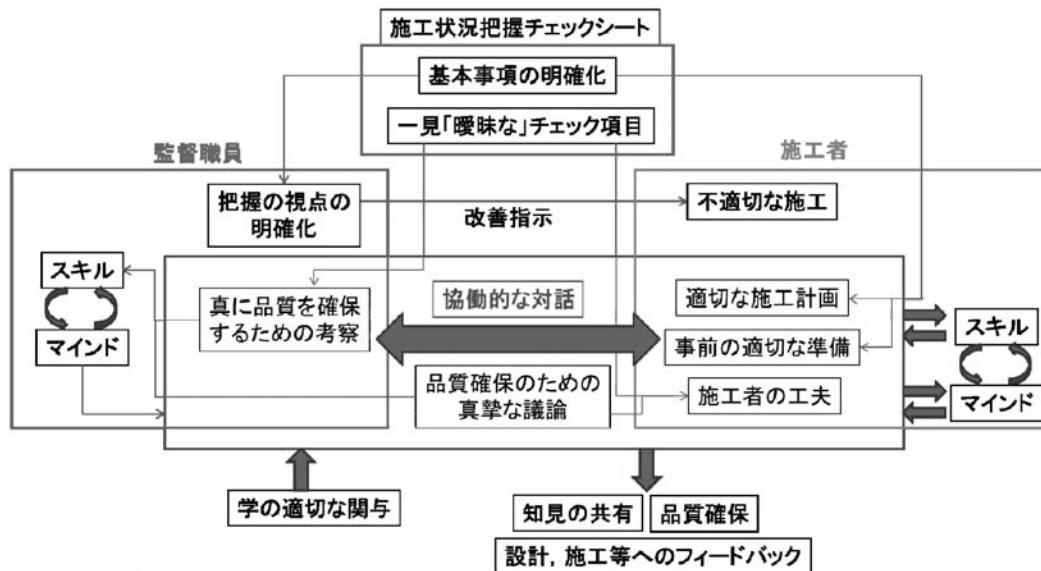 施工状況把握チェックシート
基本事項の明確化
一見「曖昧な」チェック項目
監督職員
施工者
把握の視点の
明確化
改善指示
不適切な施工
スキル
マインド
真に品質を確保
するための考察
協働的な対話
適切な施工計画
事前の適切な準備
スキル
マインド
品質確保のための
真摯な議論
施工者の工夫
学の適切な関与
知見の共有
品質確保
設計，施工等へのフィードバック